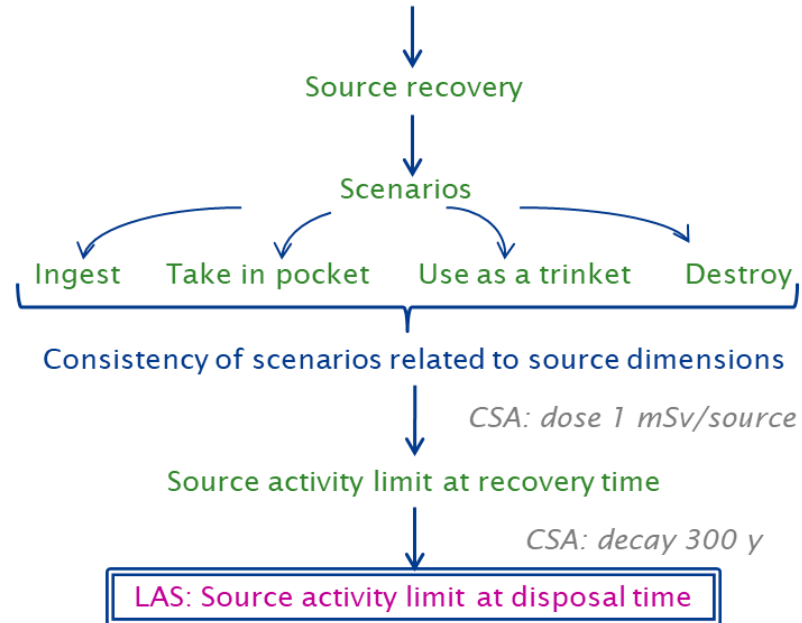 Source recovery
Scenarios
Ingest
Take in pocket
Use as a trinket
Destroy
Consistency of scenarios related to source dimensions
CSA: dose 1 mSv/source
Source activity limit at recovery time
CSA: decay 300 y
LAS: Source activity limit at disposal time